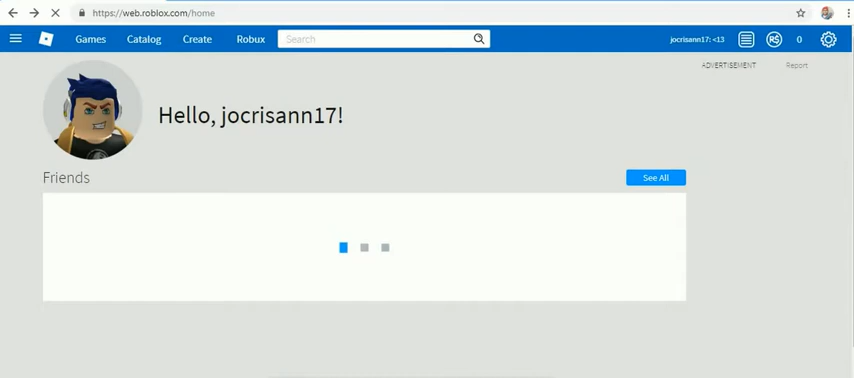 https://web.roblox.com/home
Games Catalog Create Robux Search jocrisann17: <13 R$ 0
ADVERTISEMENT Report
Hello, jocrisann17!
Friends See All